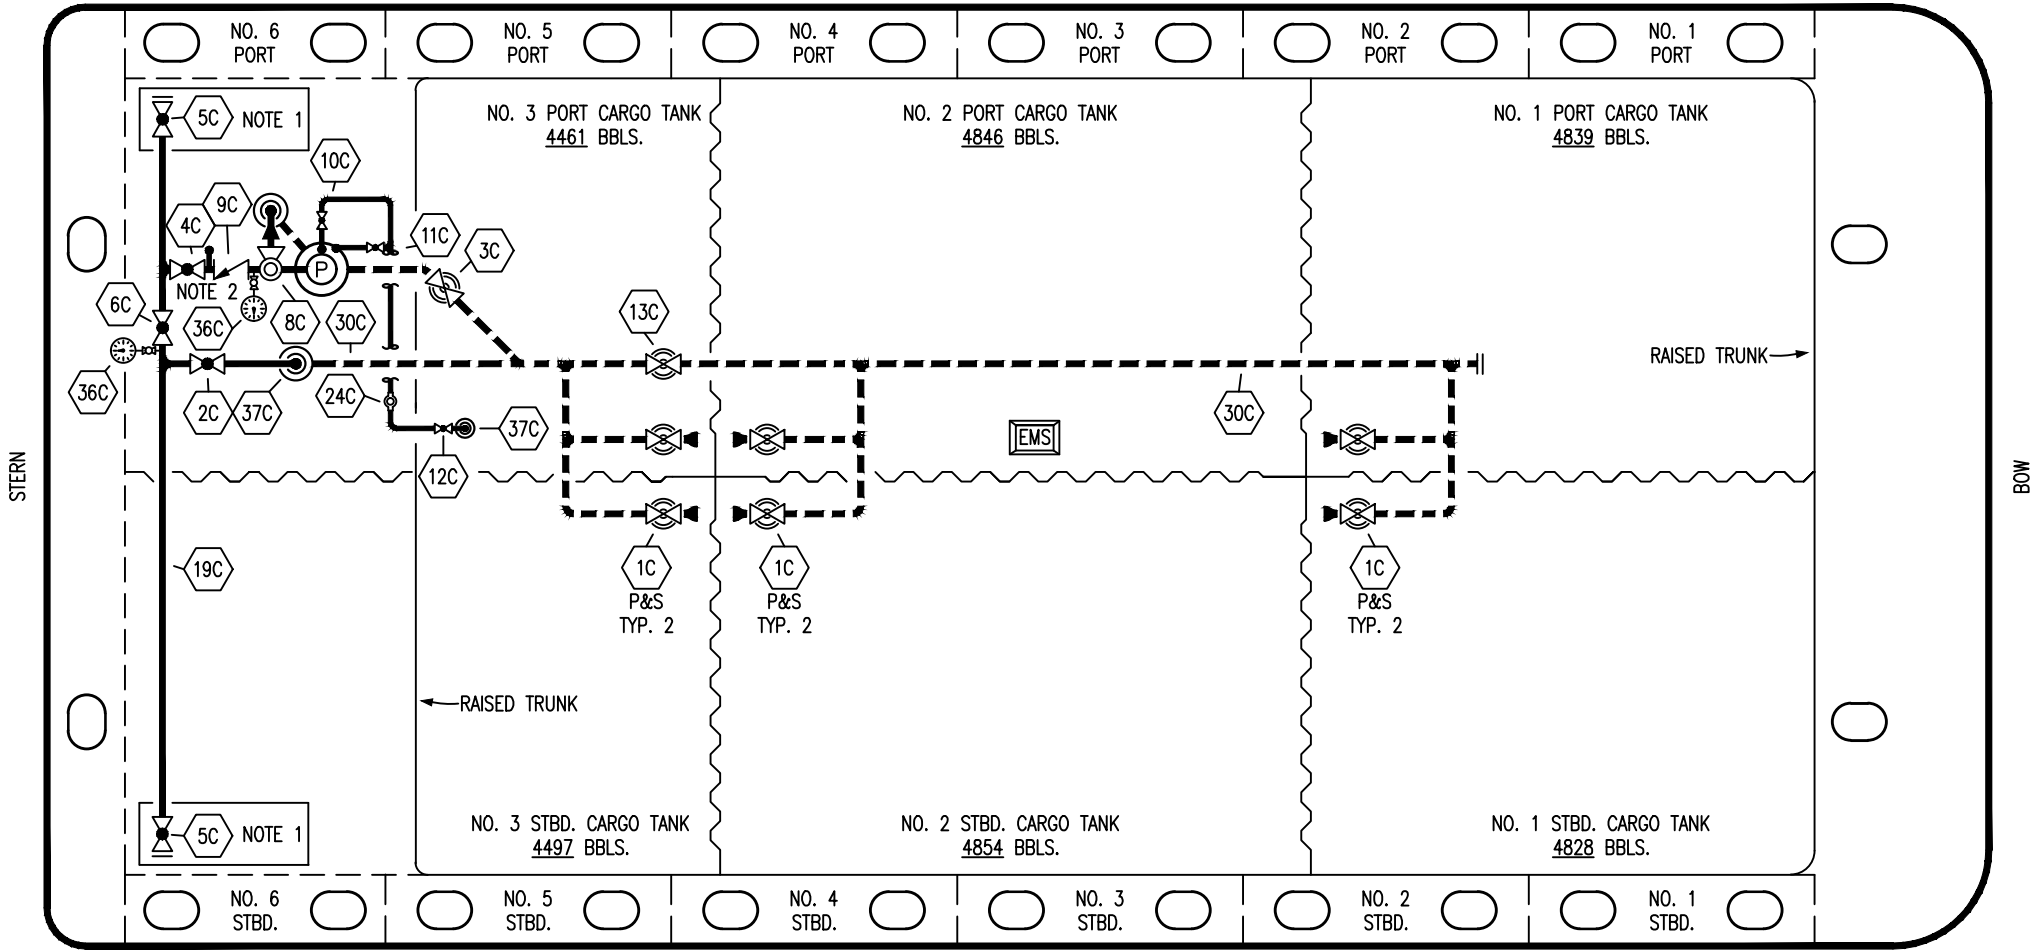 NO. 6
PORT
NO. 5
PORT
NO. 4
PORT
NO. 3
PORT
NO. 2
PORT
NO. 1
PORT
5C
NOTE 1
NO. 3 PORT CARGO TANK
4461 BBLS.
NO. 2 PORT CARGO TANK
4846 BBLS.
NO. 1 PORT CARGO TANK
4839 BBLS.
10C
9C
4C
11C
3C
P
NOTE 2
6C
36C
8C
30C
13C
RAISED TRUNK
36C
2C
37C
24C
37C
30C
EMS
12C
STERN
BOW
19C
1C
P&S
TYP. 2
1C
P&S
TYP. 2
1C
P&S
TYP. 2
RAISED TRUNK
5C
NOTE 1
NO. 3 STBD. CARGO TANK
4497 BBLS.
NO. 2 STBD. CARGO TANK
4854 BBLS.
NO. 1 STBD. CARGO TANK
4828 BBLS.
NO. 6
STBD.
NO. 5
STBD.
NO. 4
STBD.
NO. 3
STBD.
NO. 2
STBD.
NO. 1
STBD.